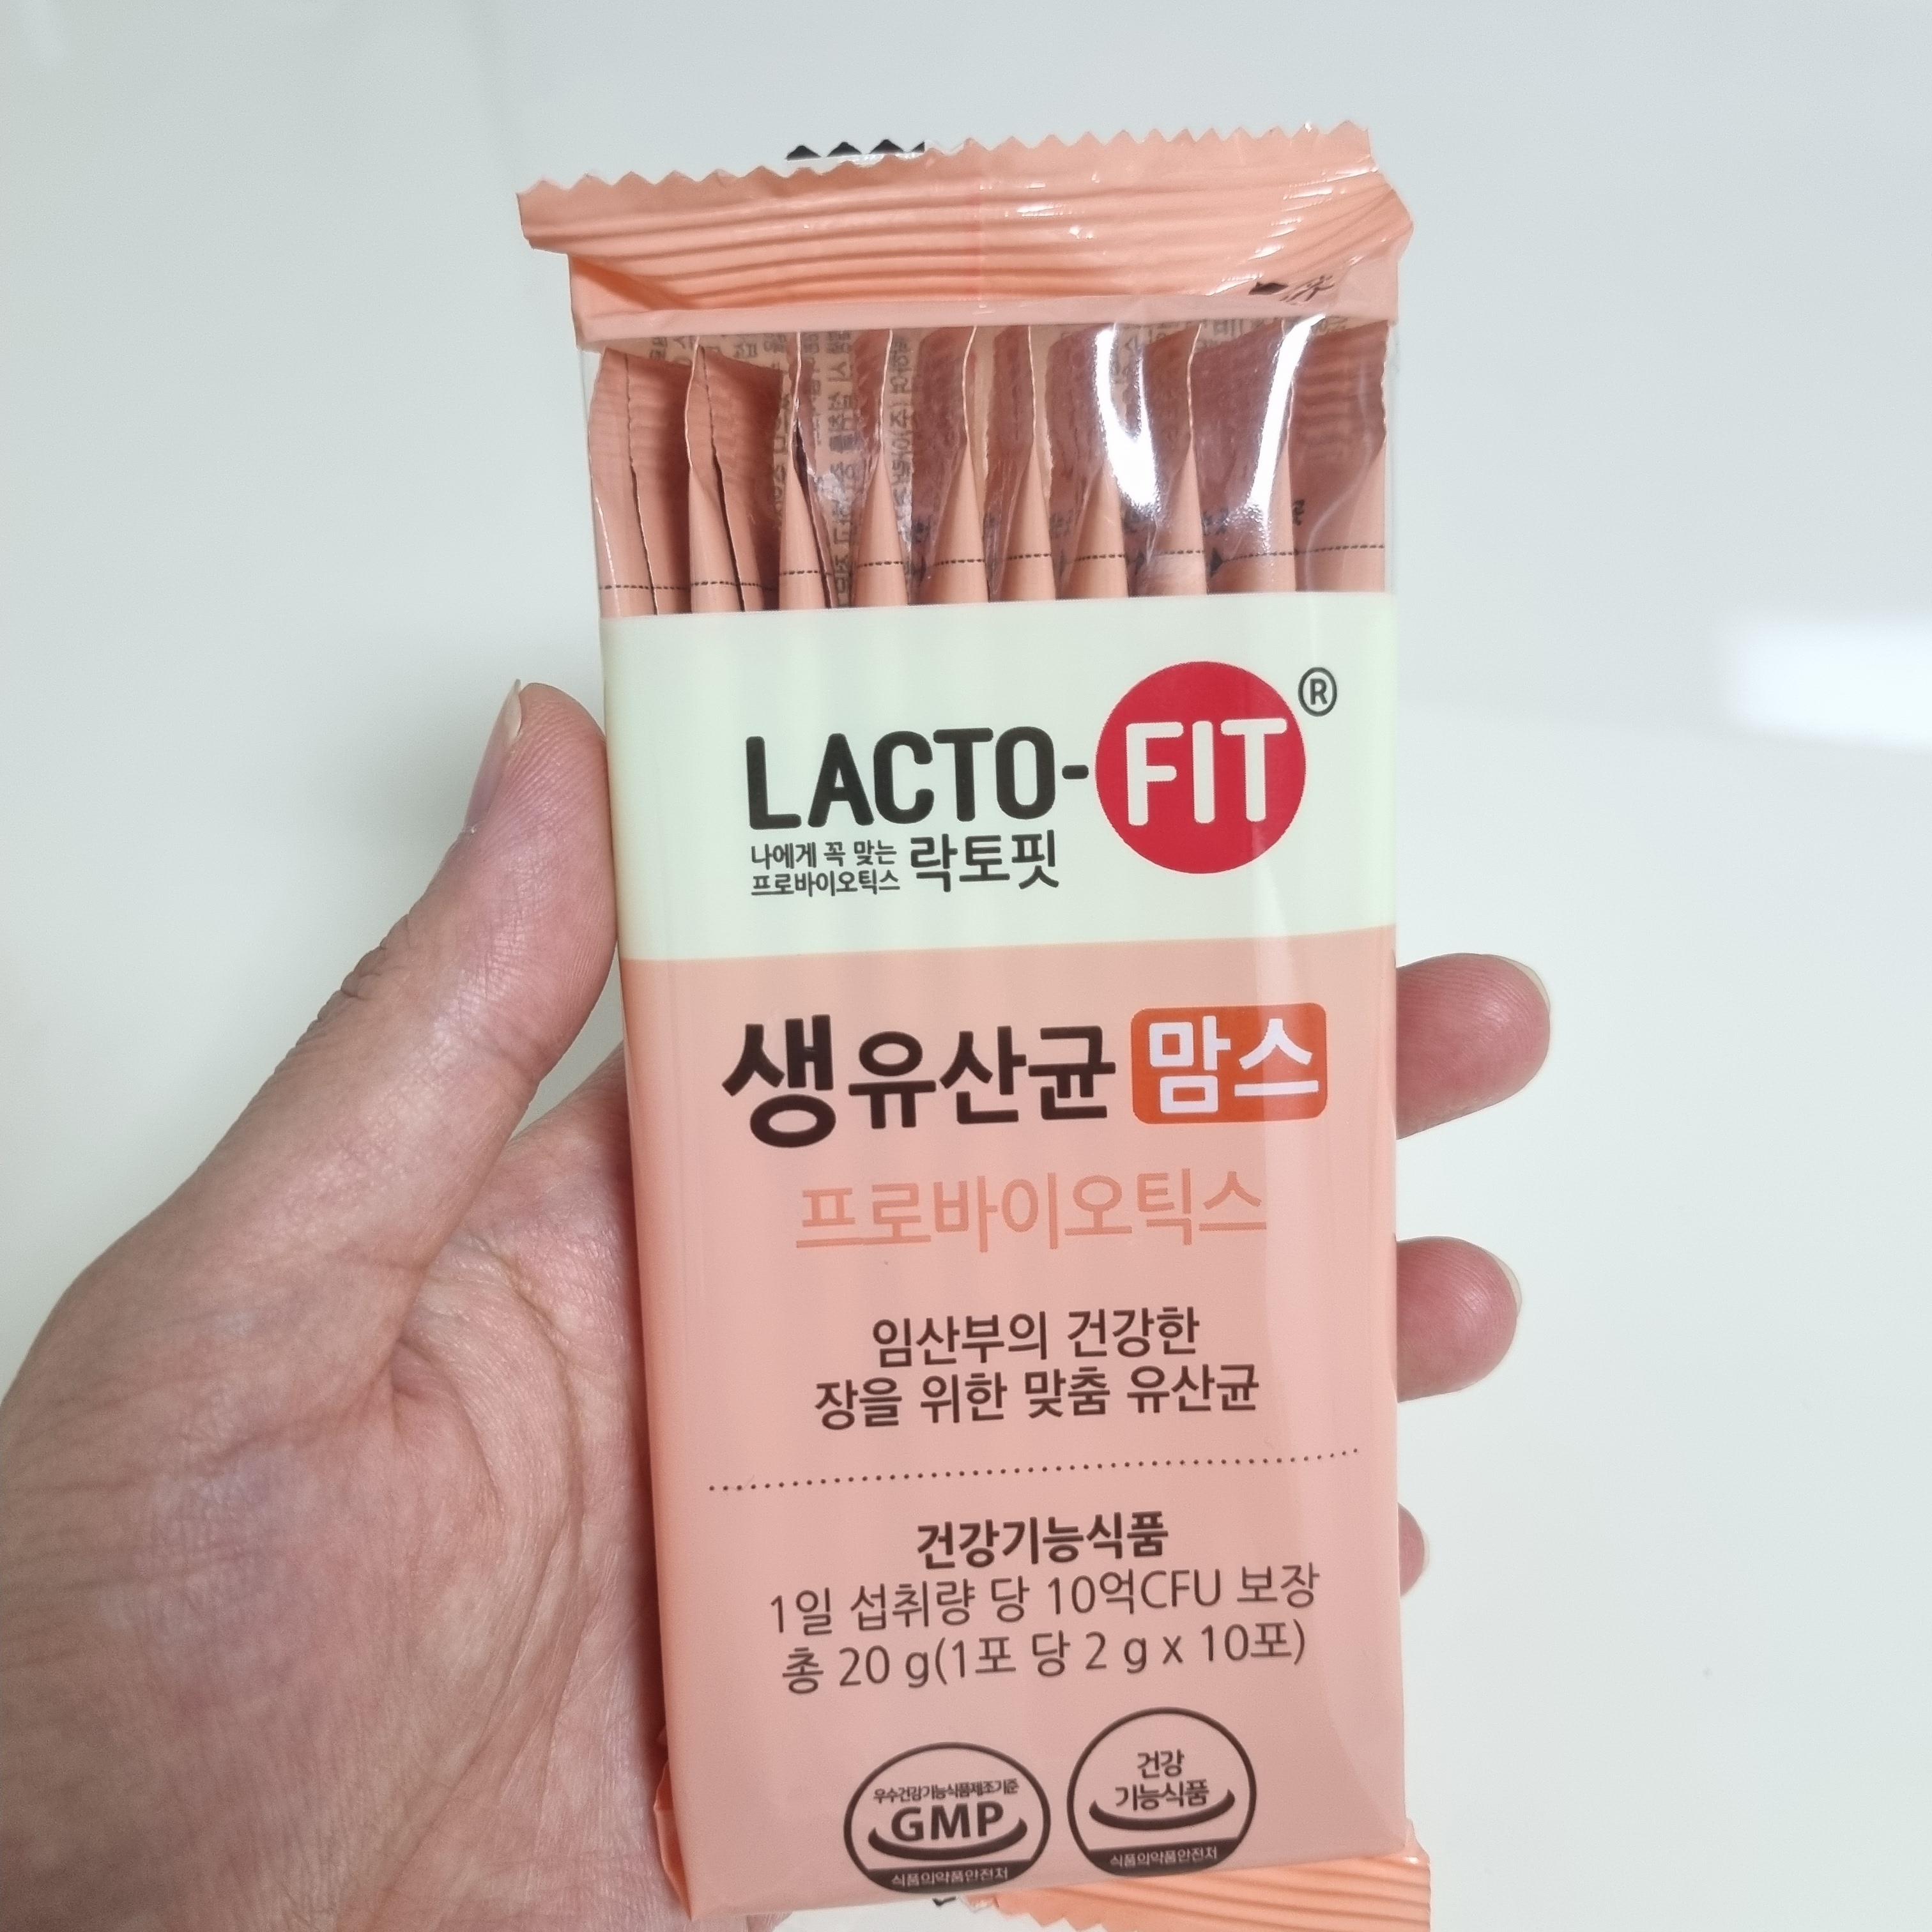 LACTO-FIT®
나에게 꼭 맞는
프로바이오틱스 락토핏
생유산균 맘스
프로바이오틱스
임산부의 건강한
장을 위한 맞춤 유산균
건강기능식품
1일 섭취량 당 10억CFU 보장
총 20 g(1포 당 2 g x 10포)
우수건강기능식품제조기준
GMP
식품의약품안전처
건강
기능식품
식품의약품안전처